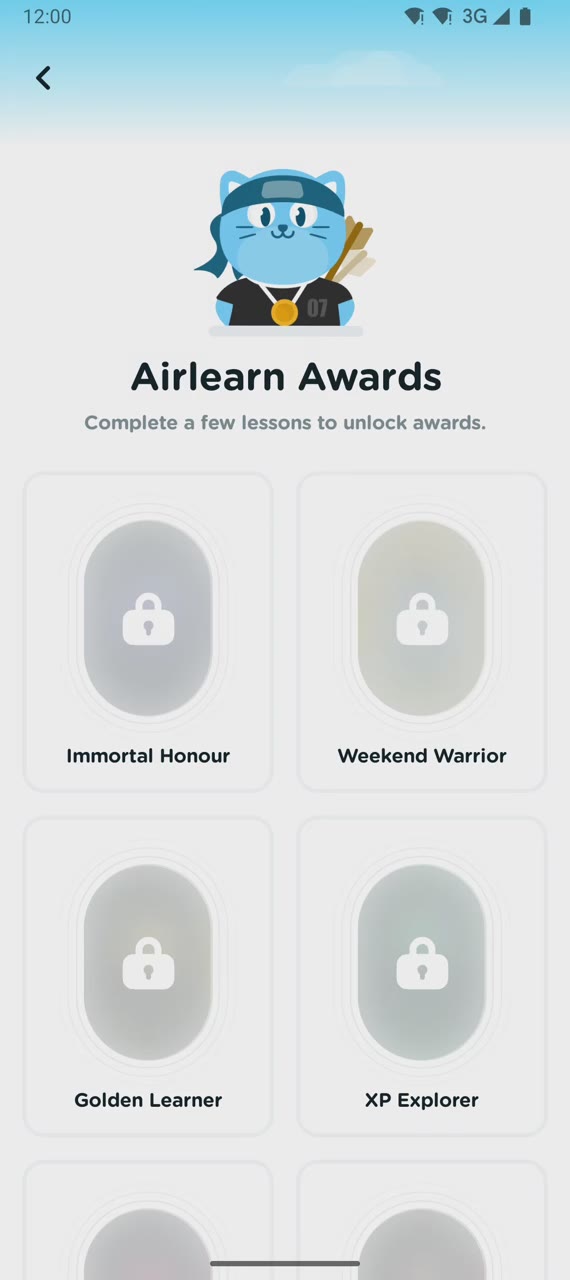 12:00
3G
07
Airlearn Awards
Complete a few lessons to unlock awards.
Immortal Honour
Weekend Warrior
Golden Learner
XP Explorer